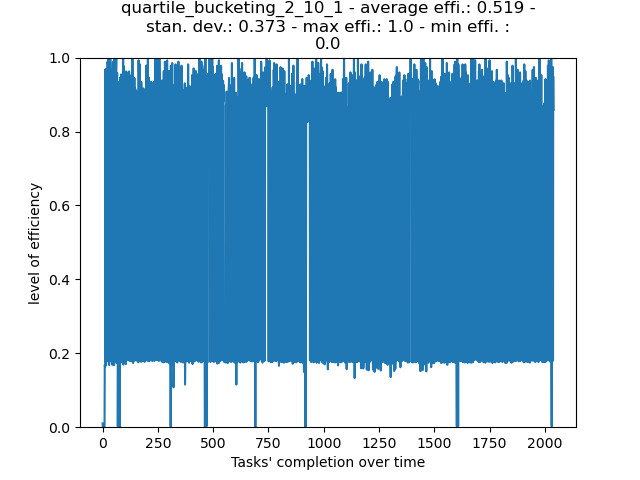 quartile_bucketing_2_10_1 - average effi.: 0.519 -
stan. dev.: 0.373 - max effi.: 1.0 - min effi. :
0.0
1.0
0.8
0.6
0.4
0.2
0.0
level of efficiency
0 250 500 750 1000 1250 1500 1750 2000
Tasks' completion over time